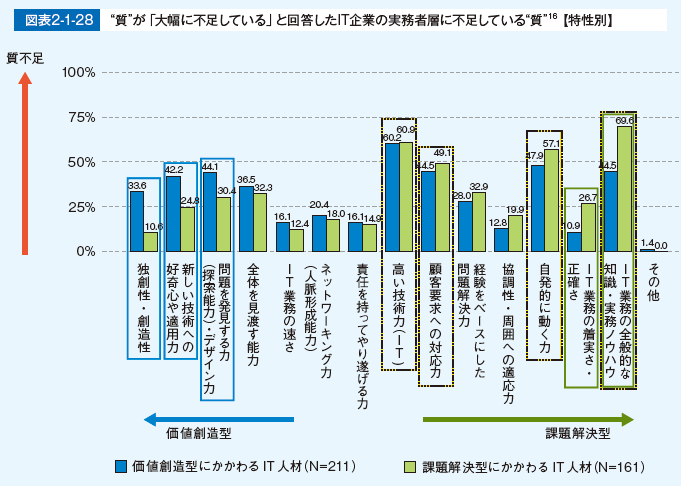 図表2-1-28
“質”が「大幅に不足している」と回答したIT企業の実務者層に不足している“質”16【特性別】
質不足
100%
75%
50%
25%
0%
33.6
10.6
42.2
24.8
44.1
30.4
36.5
32.3
16.1
12.4
20.4
18.0
16.1
14.9
60.2
60.9
44.5
49.1
28.0
32.9
12.8
19.9
47.9
57.1
10.9
26.7
44.5
69.6
1.4
0.0
独創性・創造性
新しい技術への
好奇心や適用力
問題を発見する力
（探索能力）・デザイン力
全体を見渡す能力
IT業務の速さ
ネットワーキング力
（人脈形成能力）
責任を持ってやり遂げる力
高い技術力（IT）
顧客要求への対応力
経験をベースにした
問題解決力
協調性・周囲への適応力
自発的に動く力
IT業務の着実さ・
正確さ
IT業務の全般的な
知識・実務ノウハウ
その他
価値創造型
課題解決型
価値創造型にかかわるIT人材（N=211）
課題解決型にかかわるIT人材（N=161）